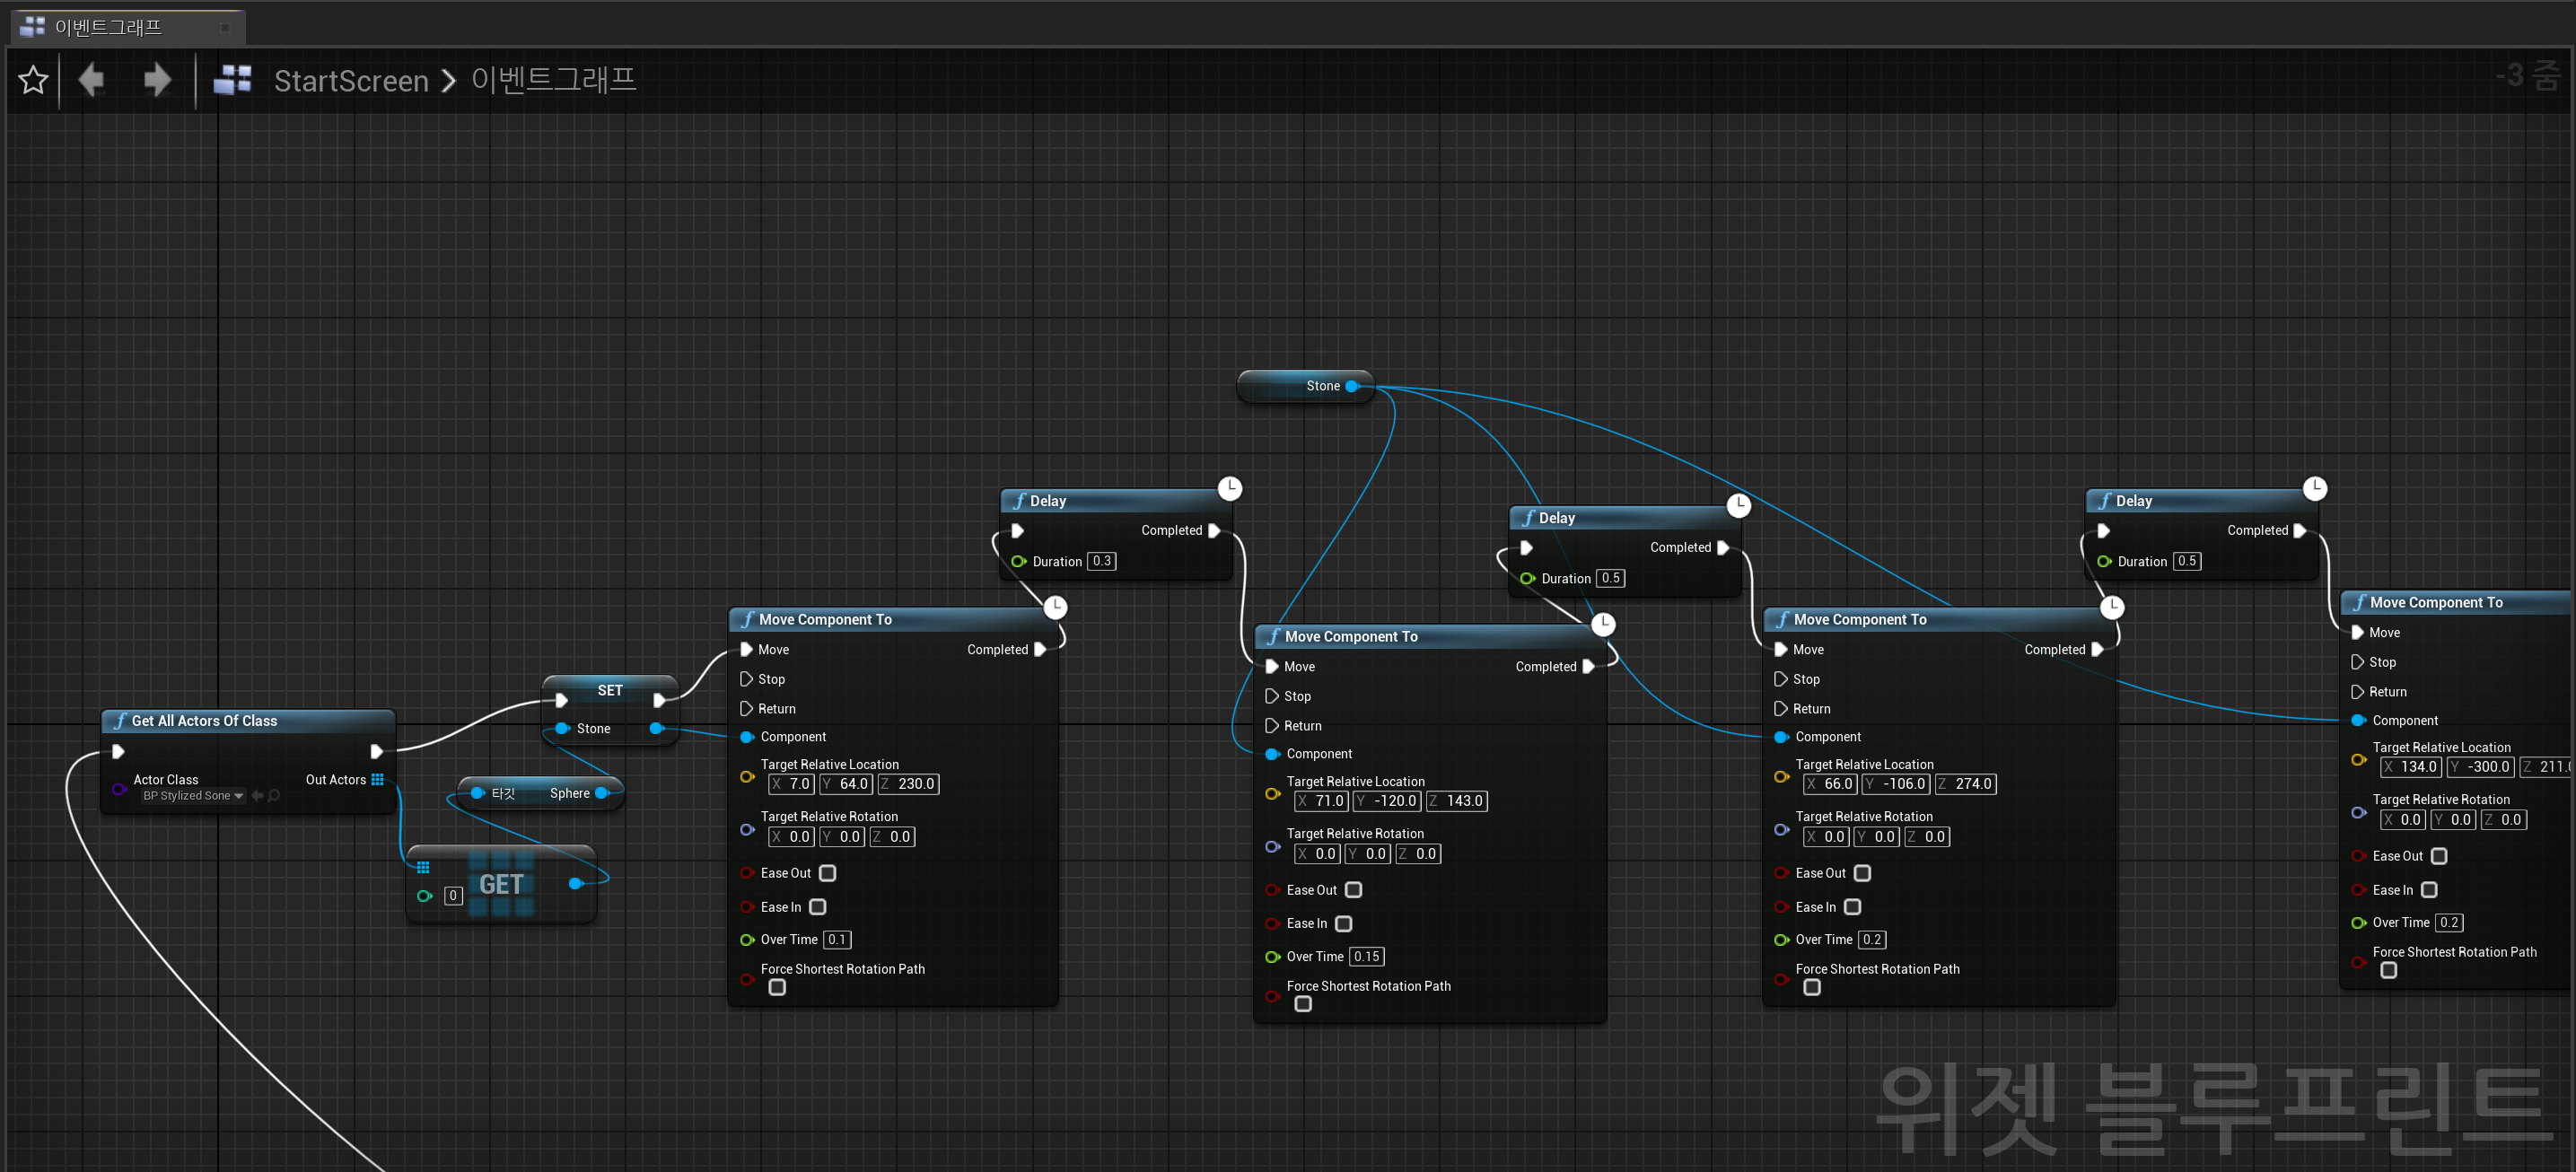 이벤트그래프
StartScreen > 이벤트그래프
-3 줌
Get All Actors Of Class
Actor Class
BP Stylized Sone
Out Actors
SET
Stone
타깃 Sphere
0 GET
Move Component To
Move Completed
Stop
Return
Component
Target Relative Location
X 7.0 Y 64.0 Z 230.0
Target Relative Rotation
X 0.0 Y 0.0 Z 0.0
Ease Out
Ease In
Over Time 0.1
Force Shortest Rotation Path
Delay
Completed
Duration 0.3
Stone
Move Component To
Move Completed
Stop
Return
Component
Target Relative Location
X 71.0 Y -120.0 Z 143.0
Target Relative Rotation
X 0.0 Y 0.0 Z 0.0
Ease Out
Ease In
Over Time 0.15
Force Shortest Rotation Path
Delay
Completed
Duration 0.5
Move Component To
Move Completed
Stop
Return
Component
Target Relative Location
X 66.0 Y -106.0 Z 274.0
Target Relative Rotation
X 0.0 Y 0.0 Z 0.0
Ease Out
Ease In
Over Time 0.2
Force Shortest Rotation Path
Delay
Completed
Duration 0.5
Move Component To
Move
Stop
Return
Component
Target Relative Location
X 134.0 Y -300.0 Z 211.0
Target Relative Rotation
X 0.0 Y 0.0 Z 0.0
Ease Out
Ease In
Over Time 0.2
Force Shortest Rotation Path
위젯 블루프린트